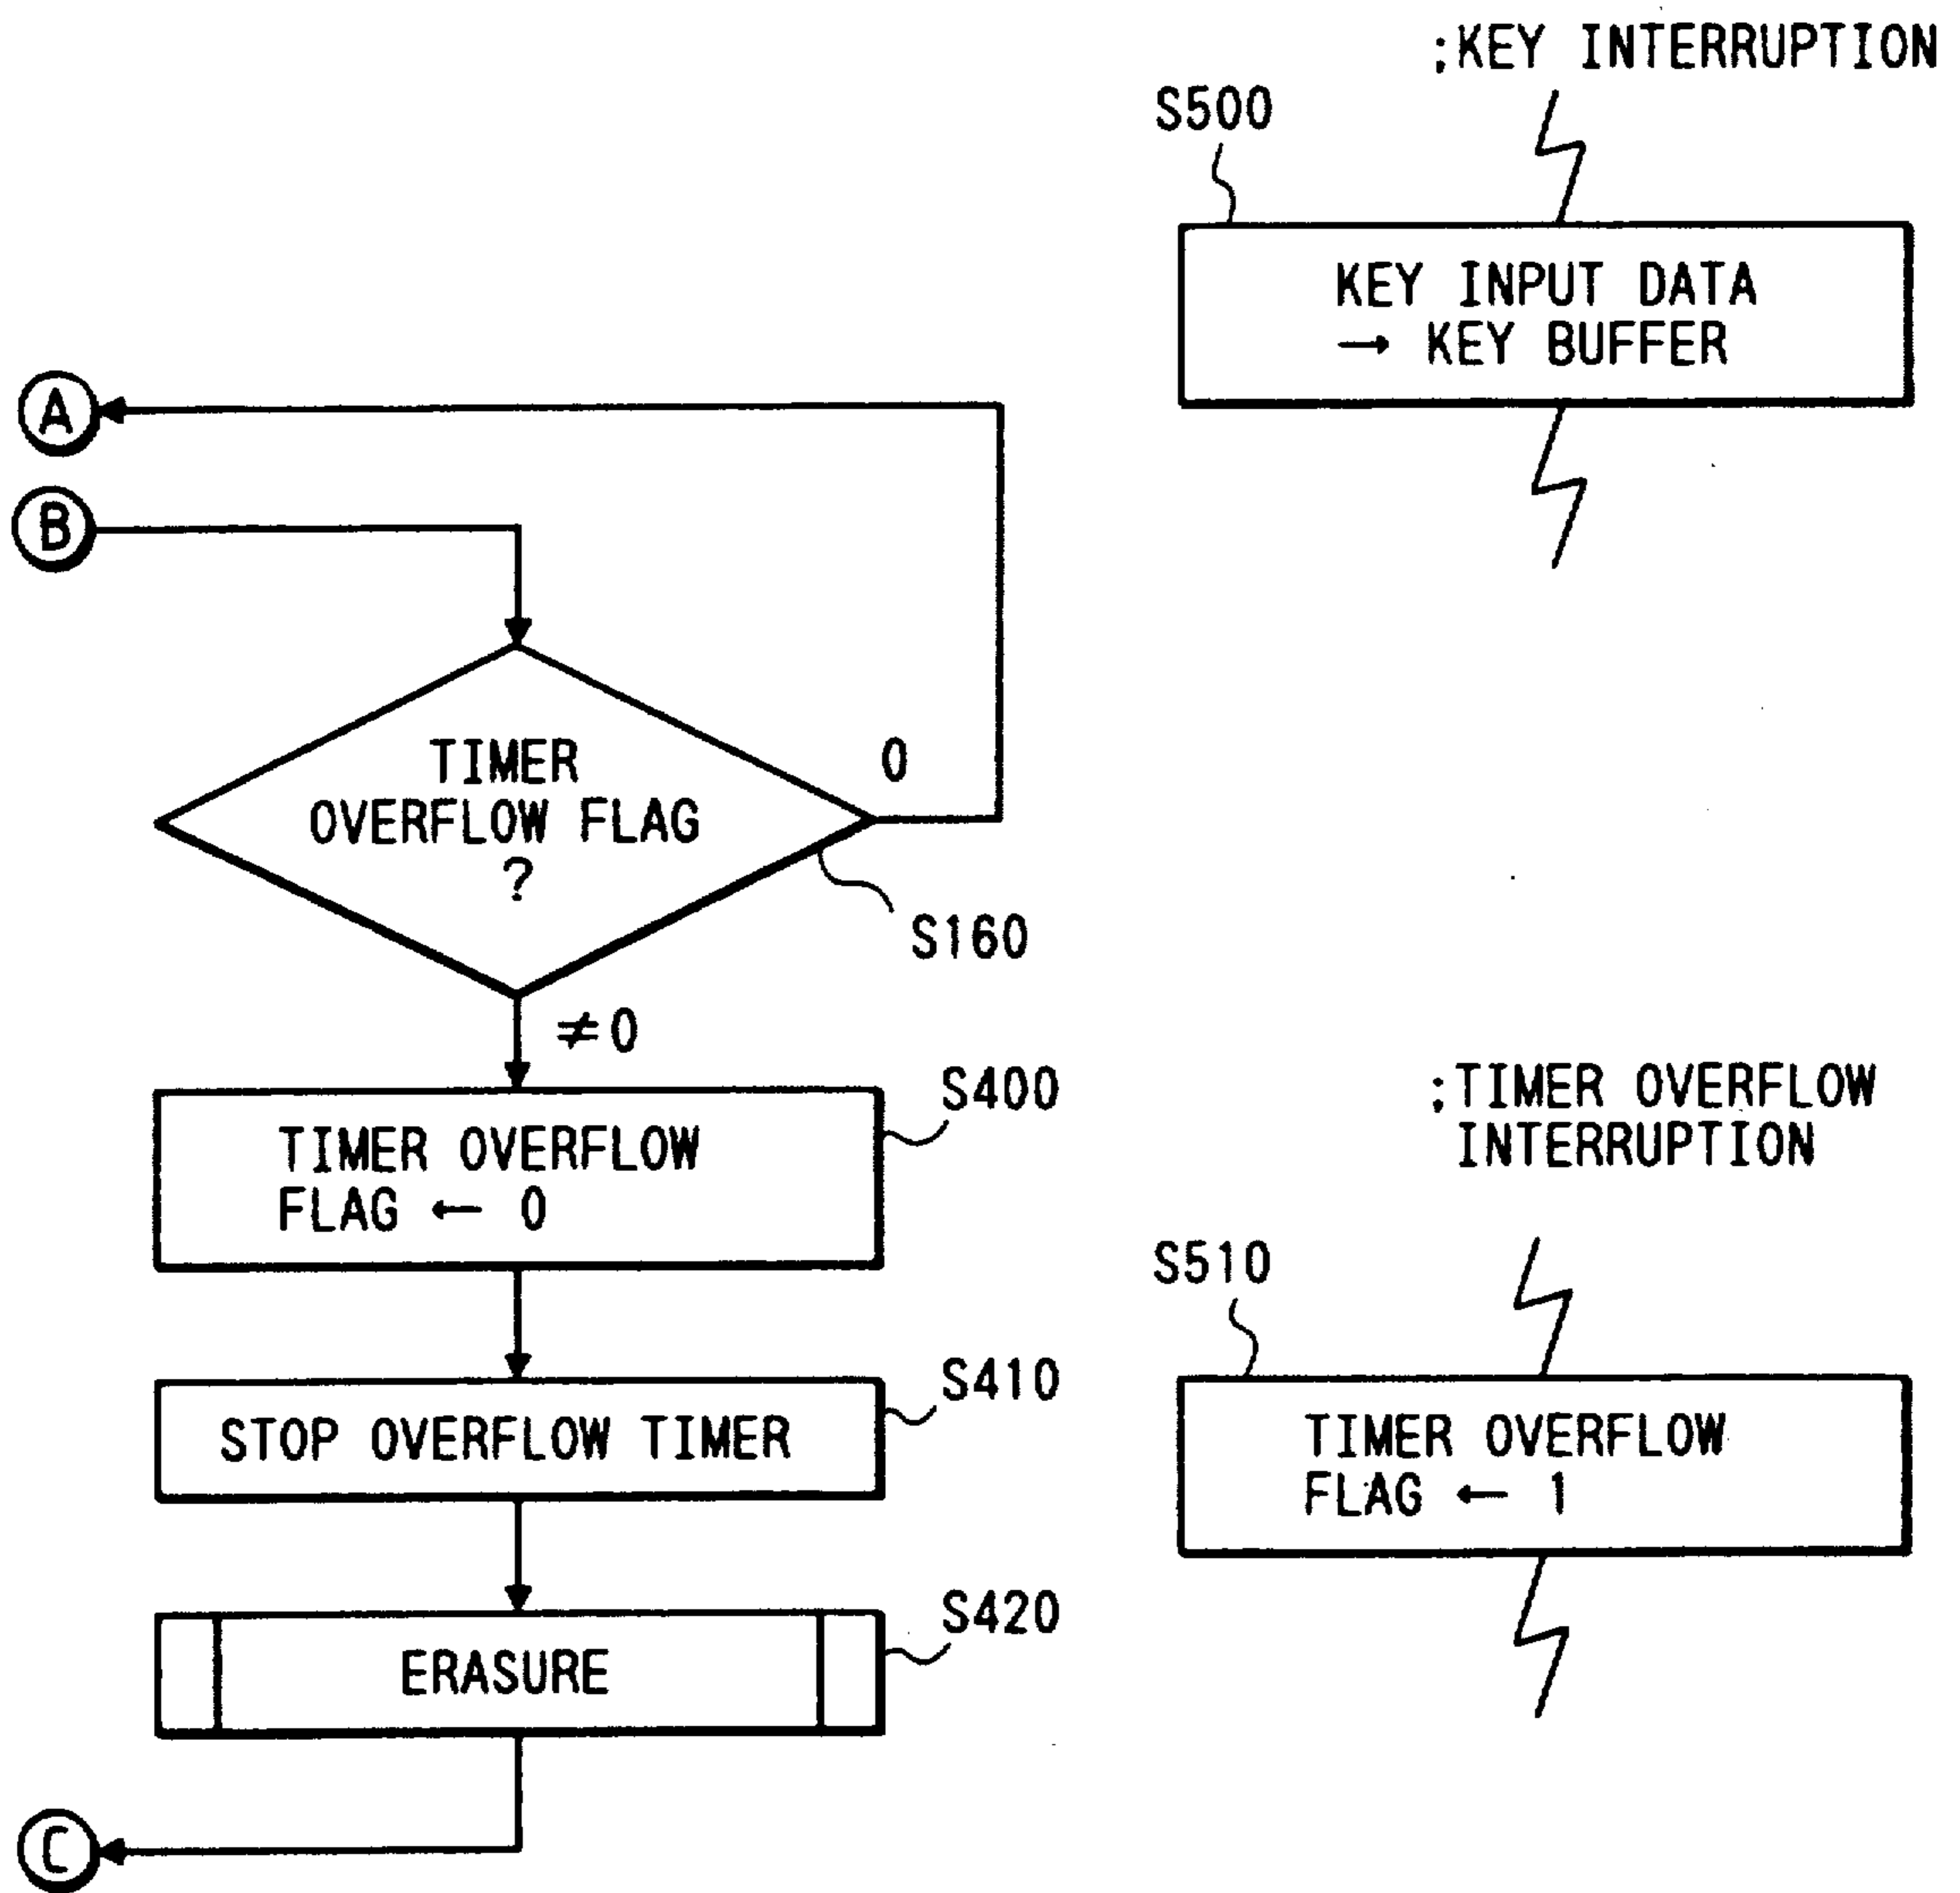 ;KEY INTERRUPTION
S500
KEY INPUT DATA
→ KEY BUFFER
A
B
TIMER
OVERFLOW FLAG
?
0
S160
≠0
S400
TIMER OVERFLOW
FLAG ← 0
S410
STOP OVERFLOW TIMER
S420
ERASURE
C
;TIMER OVERFLOW
INTERRUPTION
S510
TIMER OVERFLOW
FLAG ← 1